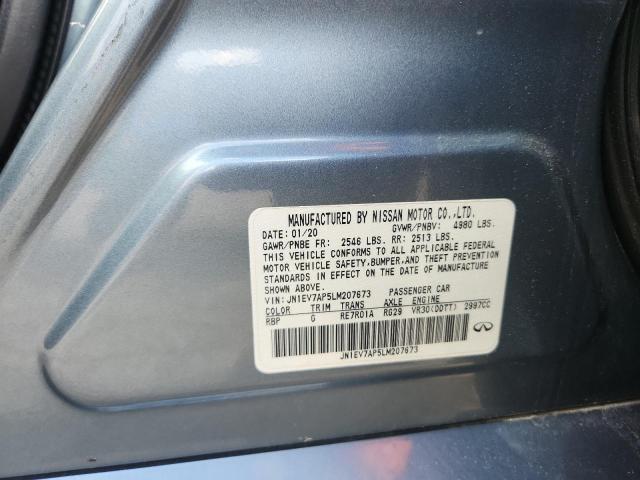 MANUFACTURED BY NISSAN MOTOR CO.,LTD.
DATE: 01/20 GVWR/PNBV: 4980 LBS.
GAWR/PNBE FR: 2546 LBS. RR: 2513 LBS.
THIS VEHICLE CONFORMS TO ALL APPLICABLE FEDERAL
MOTOR VEHICLE SAFETY,BUMPER,AND THEFT PREVENTION
STANDARDS IN EFFECT ON THE DATE OF MANUFACTURE
SHOWN ABOVE.
VIN: JN1EV7AP5LM207673 PASSENGER CAR
COLOR TRIM TRANS AXLE ENGINE
RBP G RE7R01A RG29 VR30(DDTT) 2997CC
JN1EV7AP5LM207673